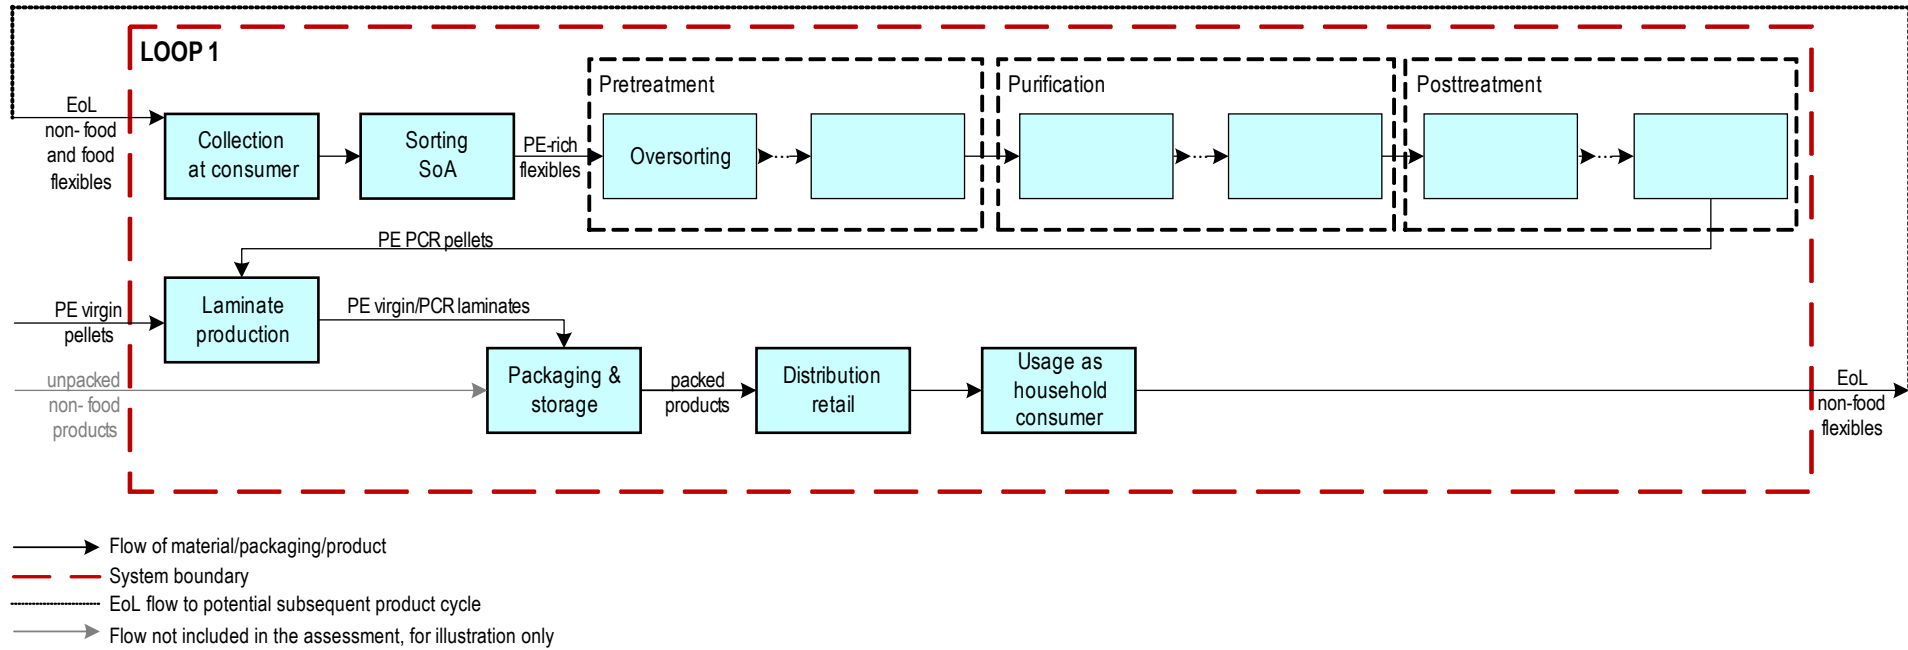 LOOP 1
EoL
non- food
and food
flexibles
Collection
at consumer
Sorting
SoA
PE-rich
flexibles
Pretreatment
Oversorting
...
Purification
...
Posttreatment
...
PE PCR pellets
PE virgin
pellets
Laminate
production
PE virgin/PCR laminates
unpacked
non- food
products
Packaging &
storage
packed
products
Distribution
retail
Usage as
household
consumer
EoL
non-food
flexibles
Flow of material/packaging/product
System boundary
EoL flow to potential subsequent product cycle
Flow not included in the assessment, for illustration only